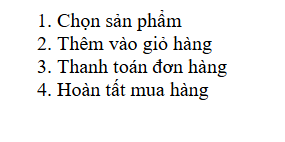 1. Chọn sản phẩm
2. Thêm vào giỏ hàng
3. Thanh toán đơn hàng
4. Hoàn tất mua hàng